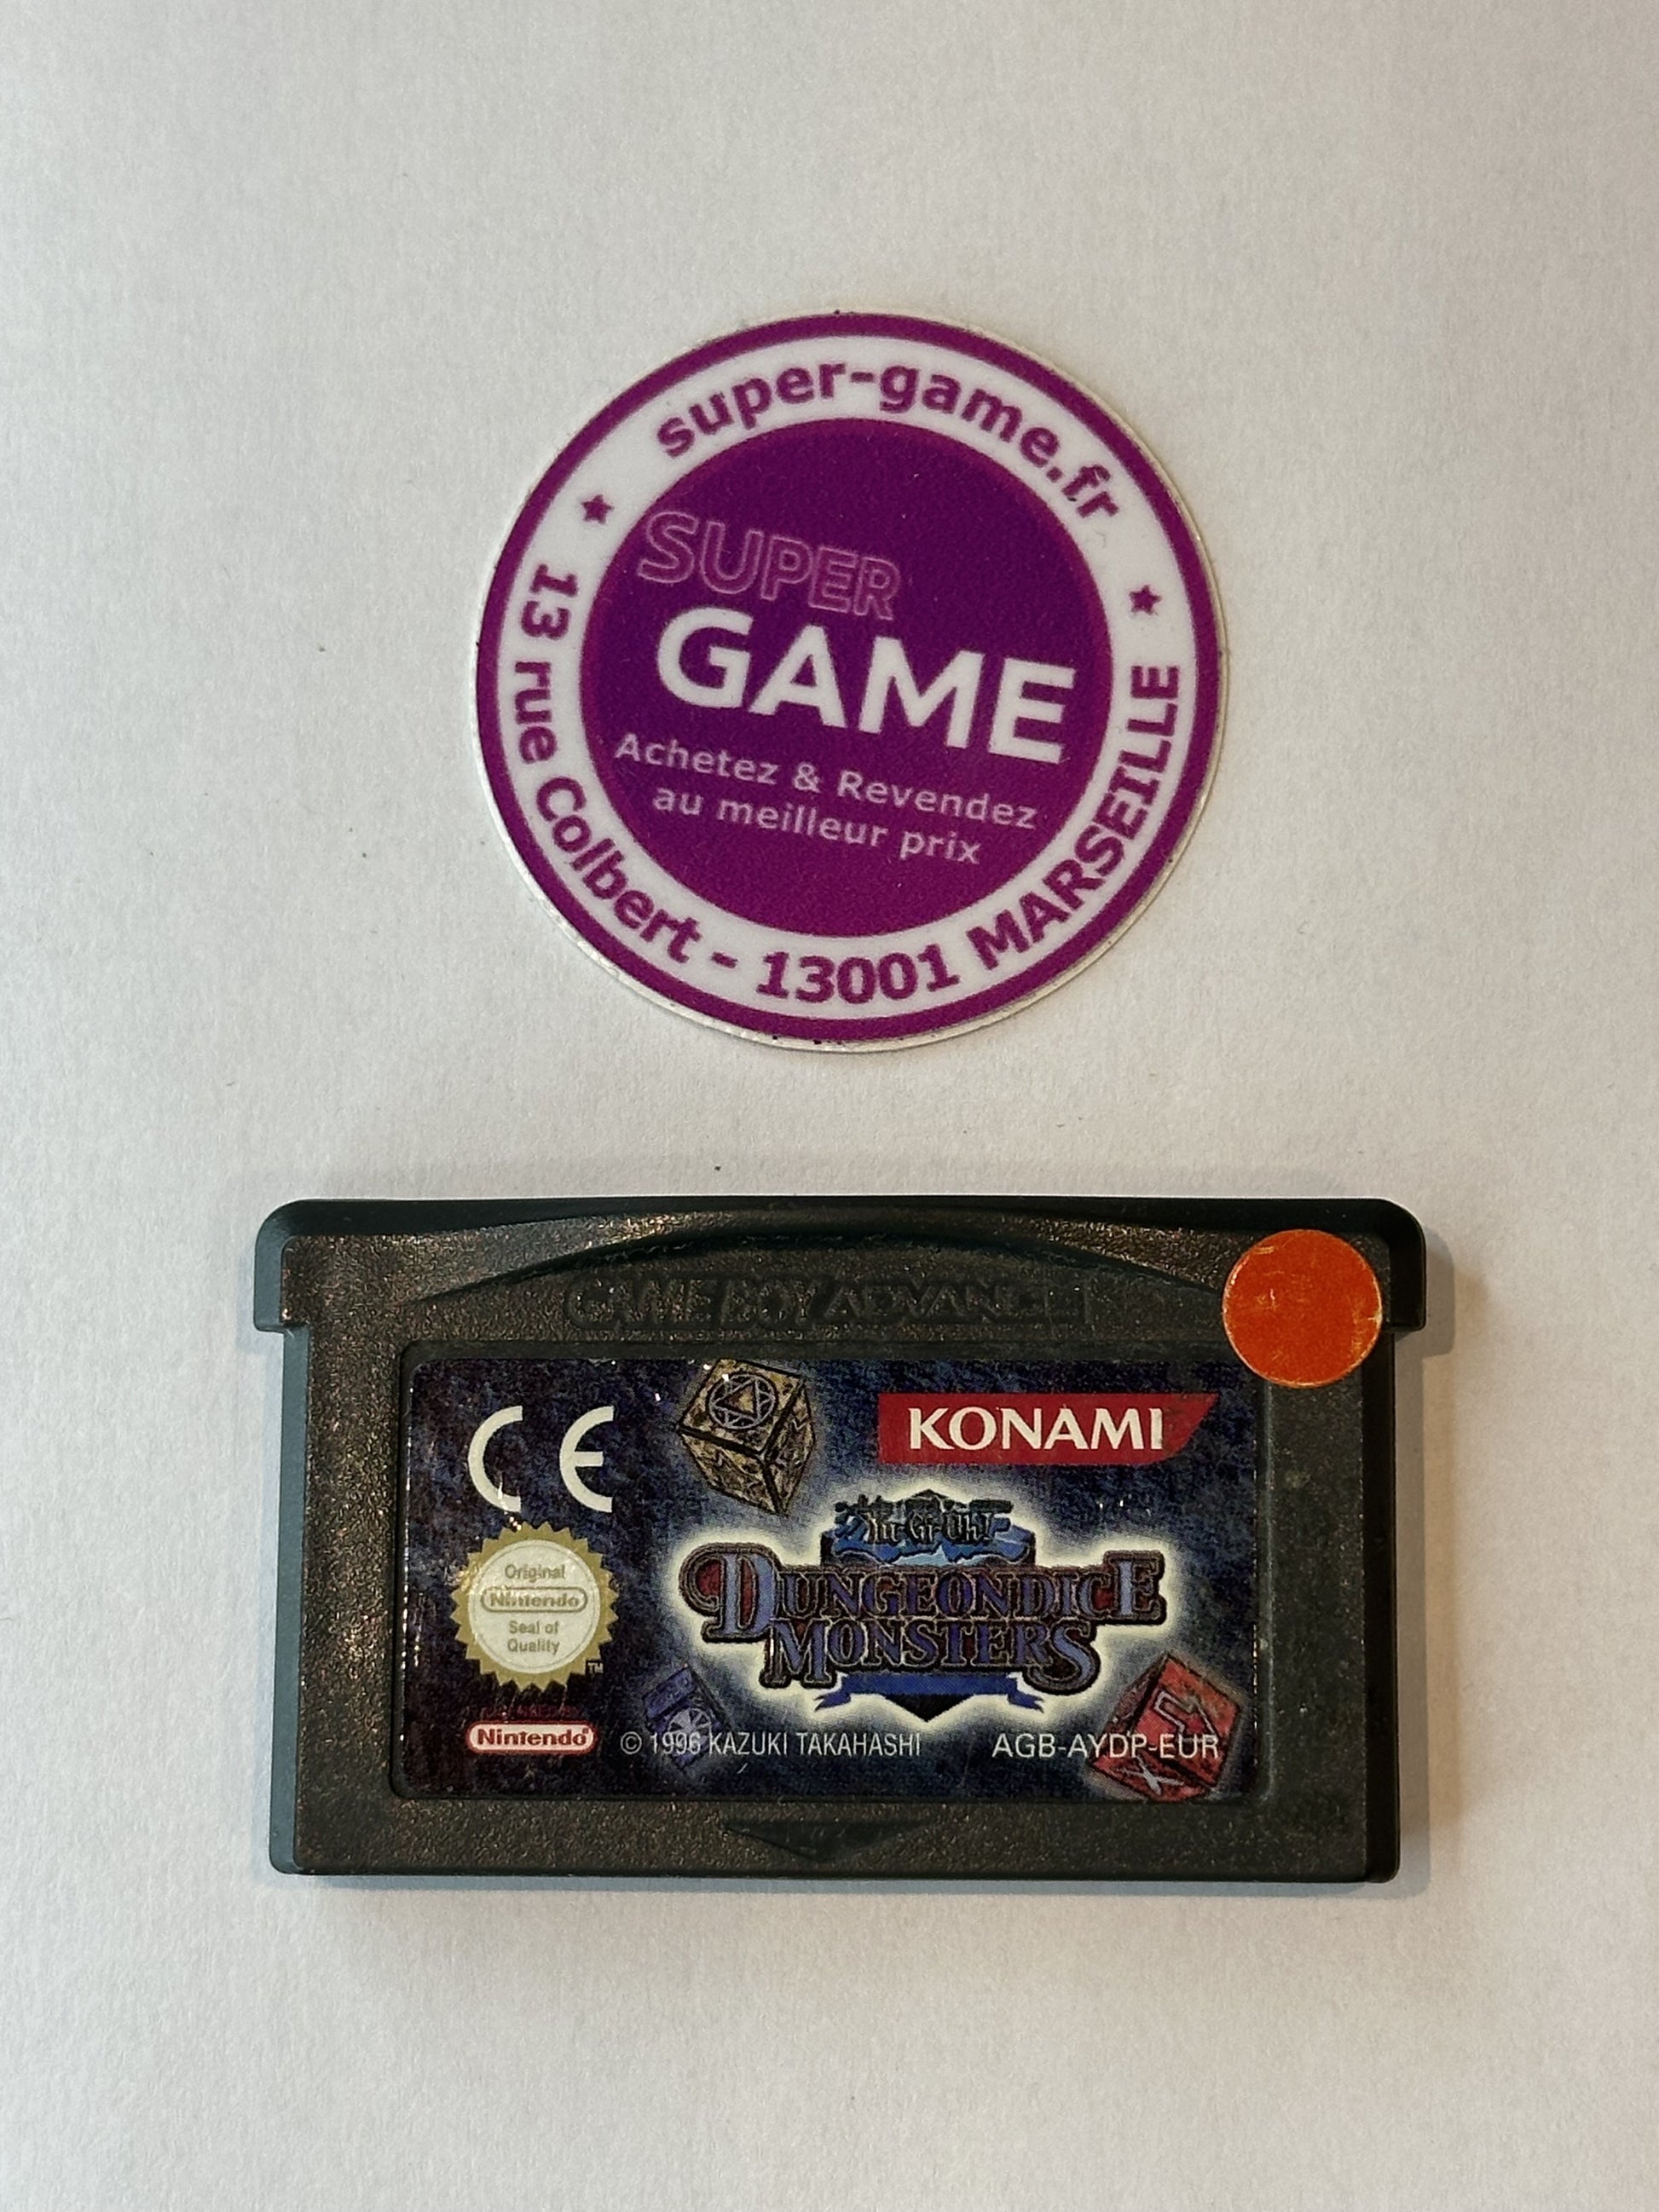 super-game.fr
SUPER
GAME
Achetez & Revendez
au meilleur prix
13 rue Colbert - 13001 MARSEILLE
GAME BOY ADVANCE
CE
KONAMI
Yu-Gi-Oh!
DUNGEONDICE
MONSTERS
Original
Nintendo
Seal of
Quality
TM
Nintendo®
© 1996 KAZUKI TAKAHASHI
AGB-AYDP-EUR